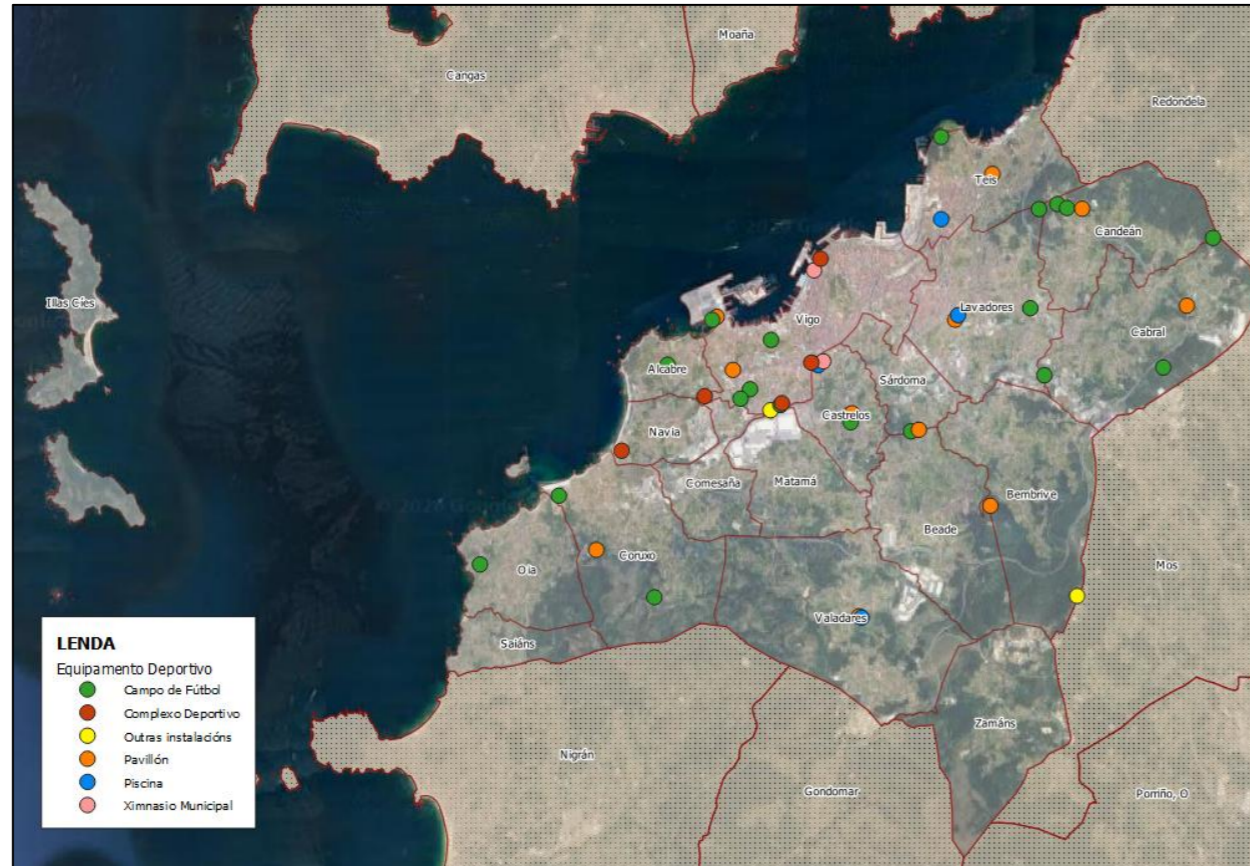 Moaña
Cangas
Redondela
Teis
Candeán
Illas Cíes
Vigo
Lavadores
Cabral
Alcabre
Sárdoma
Castrelos
Navia
Comesaña
Matamá
Bembrive
Beade
Oia
Coruxo
Mos
Valadares
Saiáns
Zamáns
Nigrán
Gondomar
Porriño, O
LENDA
Equipamento Deportivo
Campo de Fútbol
Complexo Deportivo
Outras instalacións
Pavillón
Piscina
Ximnasio Municipal